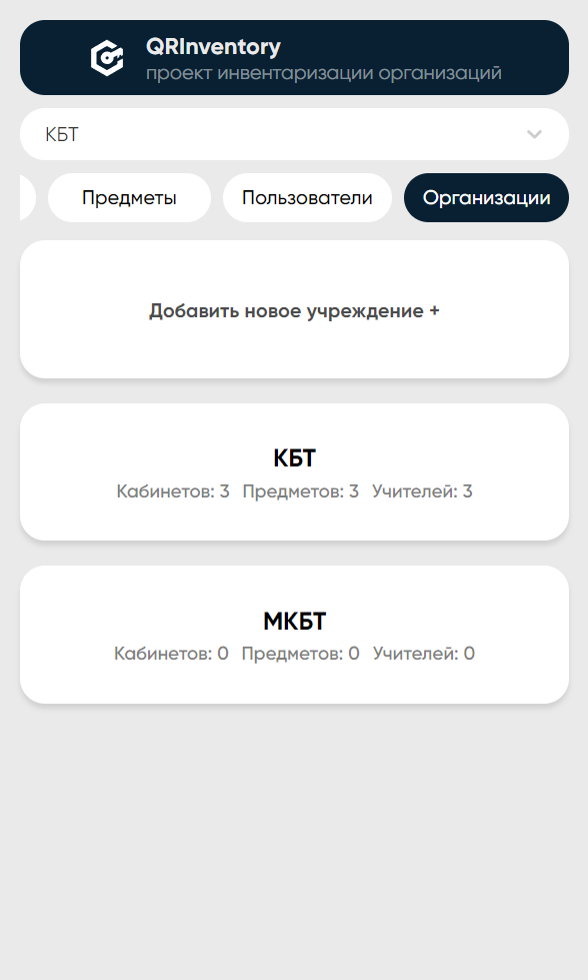 QRInventory
проект инвентаризации организаций
КБТ
Предметы Пользователи Организации
Добавить новое учреждение +
КБТ
Кабинетов: 3 Предметов: 3 Учителей: 3
МКБТ
Кабинетов: 0 Предметов: 0 Учителей: 0